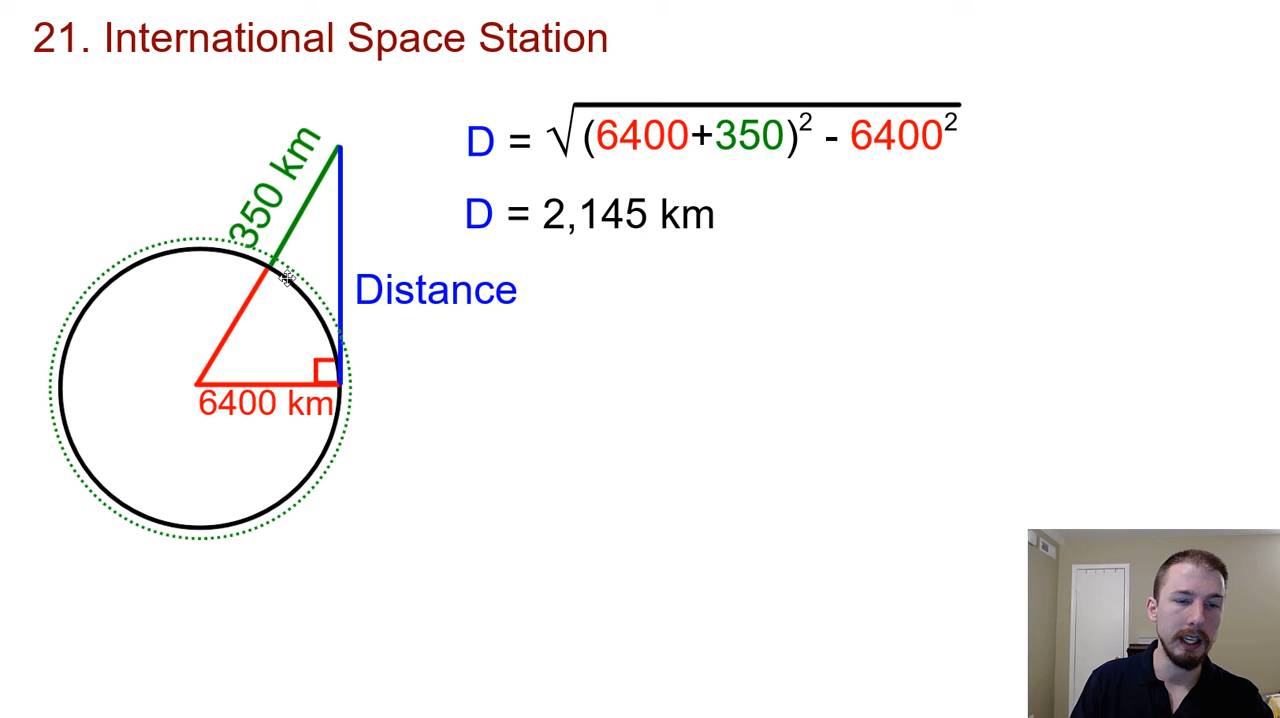 21. International Space Station
D = √(6400+350)² - 6400²
D = 2,145 km
350 km
Distance
6400 km